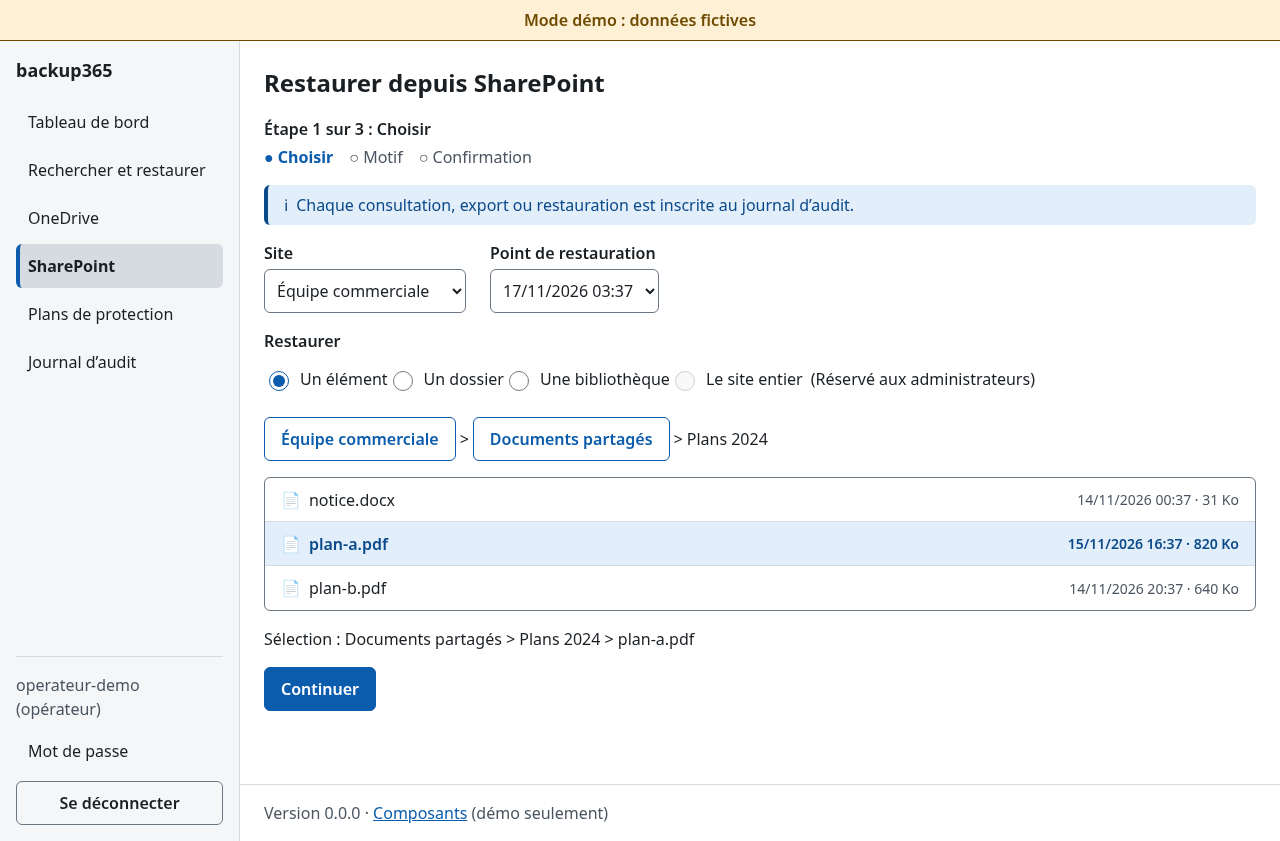 Mode démo : données fictives
backup365
Tableau de bord
Rechercher et restaurer
OneDrive
SharePoint
Plans de protection
Journal d’audit
operateur-demo
(opérateur)
Mot de passe
Se déconnecter
Restaurer depuis SharePoint
Étape 1 sur 3 : Choisir
● Choisir ○ Motif ○ Confirmation
i Chaque consultation, export ou restauration est inscrite au journal d’audit.
Site Point de restauration
Équipe commerciale 17/11/2026 03:37
Restaurer
Un élément Un dossier Une bibliothèque Le site entier (Réservé aux administrateurs)
Équipe commerciale > Documents partagés > Plans 2024
notice.docx 14/11/2026 00:37 · 31 Ko
plan-a.pdf 15/11/2026 16:37 · 820 Ko
plan-b.pdf 14/11/2026 20:37 · 640 Ko
Sélection : Documents partagés > Plans 2024 > plan-a.pdf
Continuer
Version 0.0.0 · Composants (démo seulement)